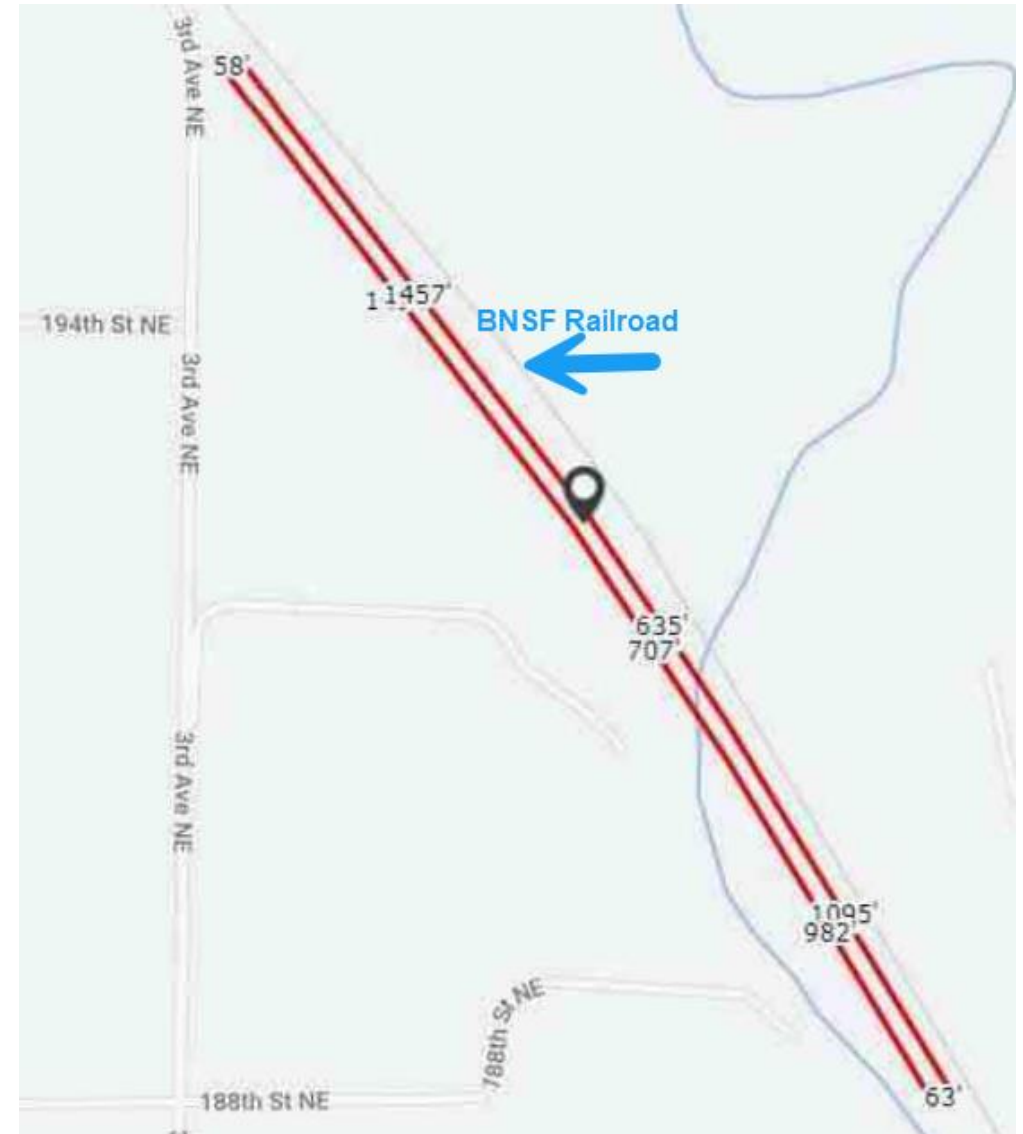 3rd Ave NE
58'
1457'
BNSF Railroad
194th St NE
3rd Ave NE
635'
707'
3rd Ave NE
1095'
982'
188th St NE
63'
188th St NE